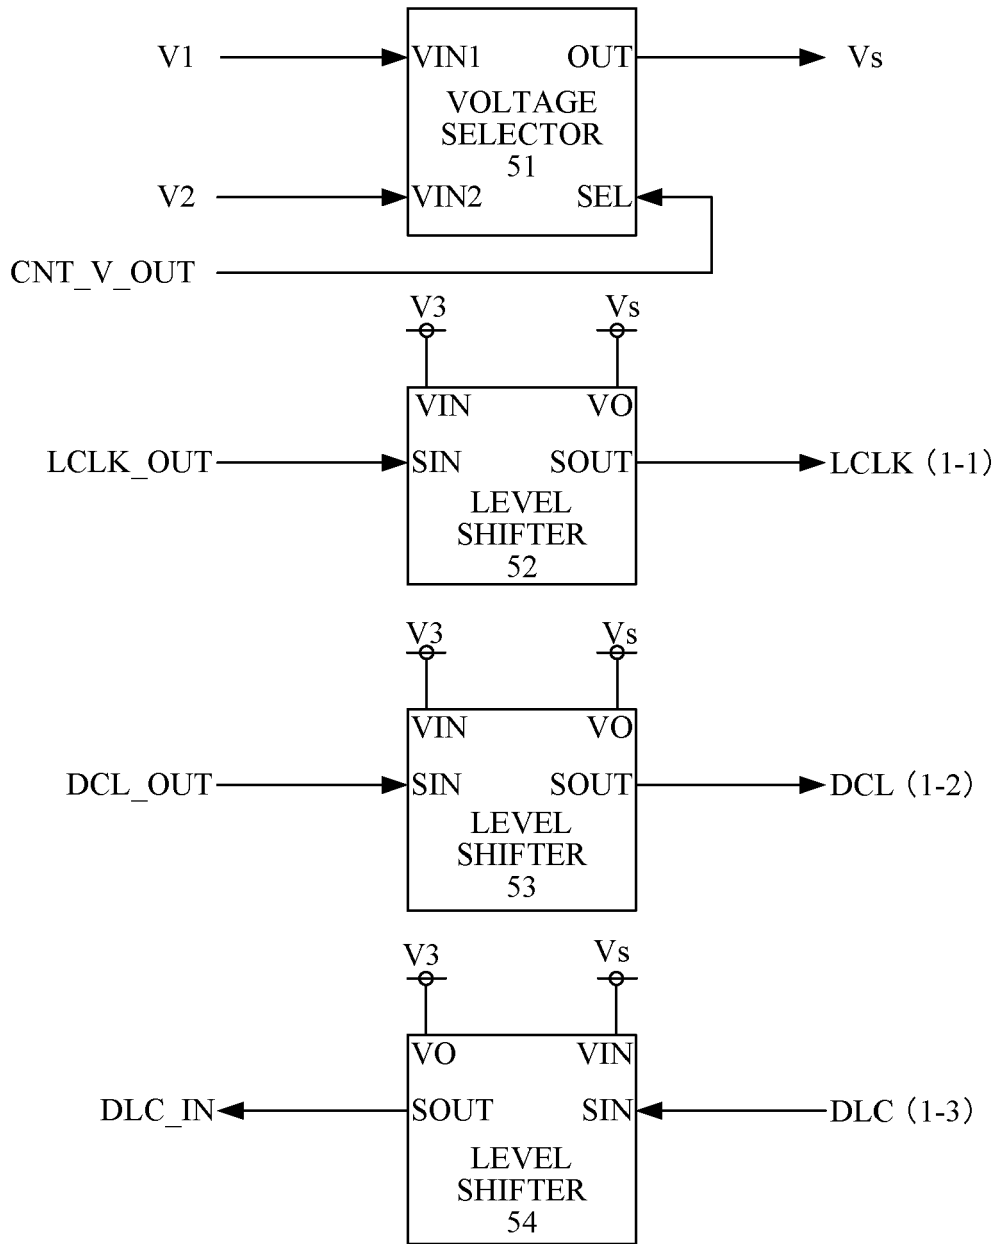 V1 VIN1 OUT Vs
VOLTAGE
SELECTOR
51
V2 VIN2 SEL
CNT_V_OUT
V3 Vs
VIN VO
LCLK_OUT SIN SOUT LCLK (1-1)
LEVEL
SHIFTER
52
V3 Vs
VIN VO
DCL_OUT SIN SOUT DCL (1-2)
LEVEL
SHIFTER
53
V3 Vs
VO VIN
DLC_IN SOUT SIN DLC (1-3)
LEVEL
SHIFTER
54